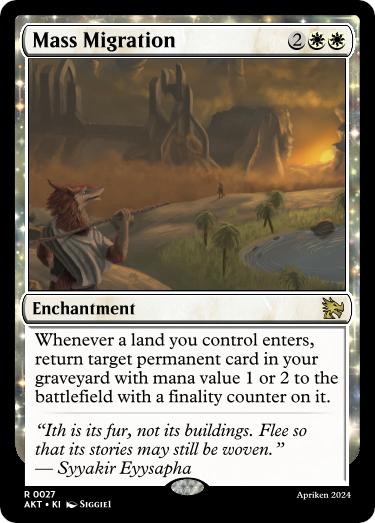 Mass Migration 2
Enchantment
Whenever a land you control enters,
return target permanent card in your
graveyard with mana value 1 or 2 to the
battlefield with a finality counter on it.
“Ith is its fur, not its buildings. Flee so
that its stories may still be woven.”
— Syyakir Eyysapha
R 0027
AKT • KI Siggiel
Apriken 2024